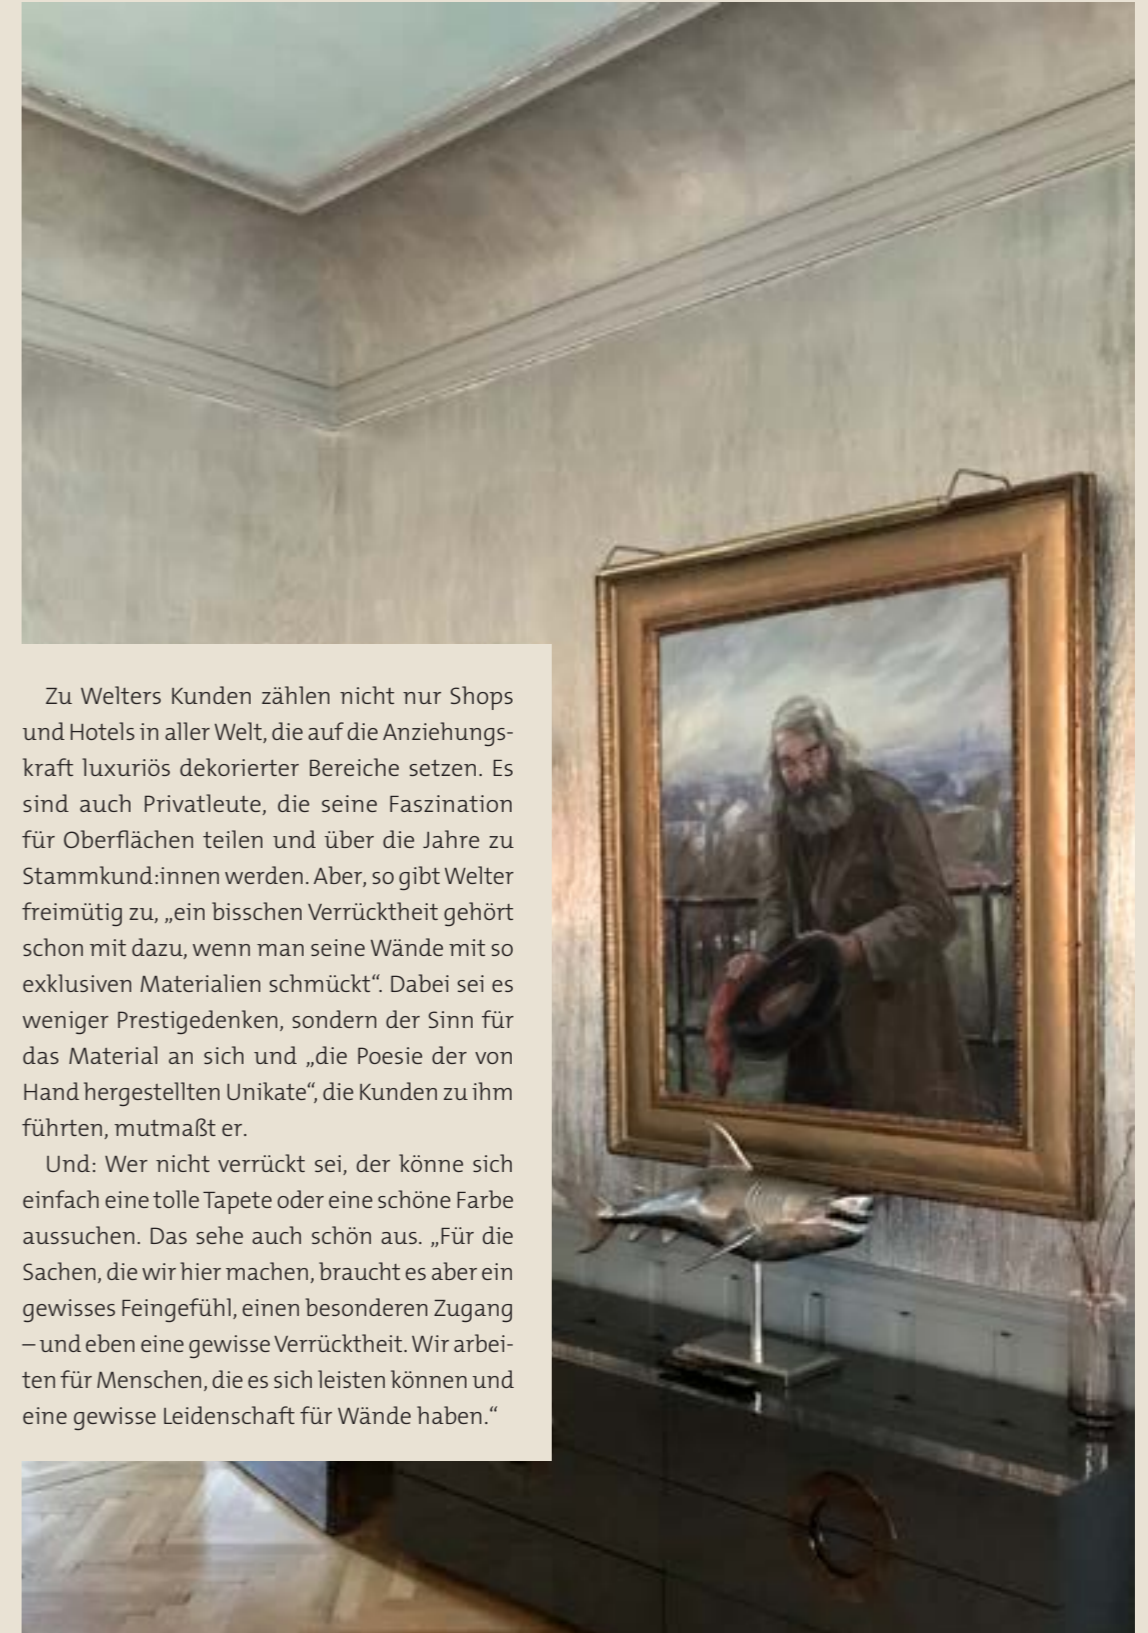 Zu Welters Kunden zählen nicht nur Shops
und Hotels in aller Welt, die auf die Anziehungs-
kraft luxuriös dekorierter Bereiche setzen. Es
sind auch Privatleute, die seine Faszination
für Oberflächen teilen und über die Jahre zu
Stammkund:innen werden. Aber, so gibt Welter
freimütig zu, „ein bisschen Verrücktheit gehört
schon mit dazu, wenn man seine Wände mit so
exklusiven Materialien schmückt“. Dabei sei es
weniger Prestigedenken, sondern der Sinn für
das Material an sich und „die Poesie der von
Hand hergestellten Unikate“, die Kunden zu ihm
führten, mutmaßt er.
Und: Wer nicht verrückt sei, der könne sich
einfach eine tolle Tapete oder eine schöne Farbe
aussuchen. Das sehe auch schön aus. „Für die
Sachen, die wir hier machen, braucht es aber ein
gewisses Feingefühl, einen besonderen Zugang
– und eben eine gewisse Verrücktheit. Wir arbei-
ten für Menschen, die es sich leisten können und
eine gewisse Leidenschaft für Wände haben.“